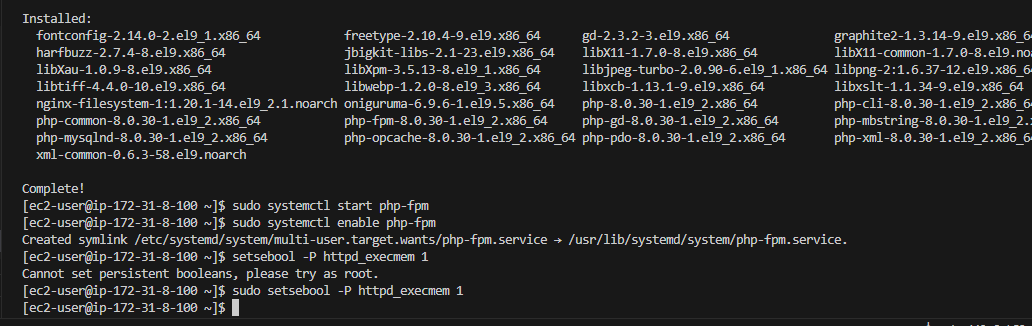 Installed:
fontconfig-2.14.0-2.el9_1.x86_64 freetype-2.10.4-9.el9.x86_64 gd-2.3.2-3.el9.x86_64 graphite2-1.3.14-9.el9.x86_64
harfbuzz-2.7.4-8.el9.x86_64 jbigkit-libs-2.1-23.el9.x86_64 libX11-1.7.0-8.el9.x86_64 libX11-common-1.7.0-8.el9.noa
libXau-1.0.9-8.el9.x86_64 libXpm-3.5.13-8.el9_1.x86_64 libjpeg-turbo-2.0.90-6.el9_1.x86_64 libpng-2:1.6.37-12.el9.x86_64
libtiff-4.4.0-10.el9.x86_64 libwebp-1.2.0-8.el9_3.x86_64 libxcb-1.13.1-9.el9.x86_64 libxslt-1.1.34-9.el9.x86_64
nginx-filesystem-1:1.20.1-14.el9_2.1.noarch oniguruma-6.9.6-1.el9.5.x86_64 php-8.0.30-1.el9_2.x86_64 php-cli-8.0.30-1.el9_2.x86_64
php-common-8.0.30-1.el9_2.x86_64 php-fpm-8.0.30-1.el9_2.x86_64 php-gd-8.0.30-1.el9_2.x86_64 php-mbstring-8.0.30-1.el9_2.x
php-mysqlnd-8.0.30-1.el9_2.x86_64 php-opcache-8.0.30-1.el9_2.x86_64 php-pdo-8.0.30-1.el9_2.x86_64 php-xml-8.0.30-1.el9_2.x86_64
xml-common-0.6.3-58.el9.noarch
Complete!
[ec2-user@ip-172-31-8-100 ~]$ sudo systemctl start php-fpm
[ec2-user@ip-172-31-8-100 ~]$ sudo systemctl enable php-fpm
Created symlink /etc/systemd/system/multi-user.target.wants/php-fpm.service → /usr/lib/systemd/system/php-fpm.service.
[ec2-user@ip-172-31-8-100 ~]$ setsebool -P httpd_execmem 1
Cannot set persistent booleans, please try as root.
[ec2-user@ip-172-31-8-100 ~]$ sudo setsebool -P httpd_execmem 1
[ec2-user@ip-172-31-8-100 ~]$